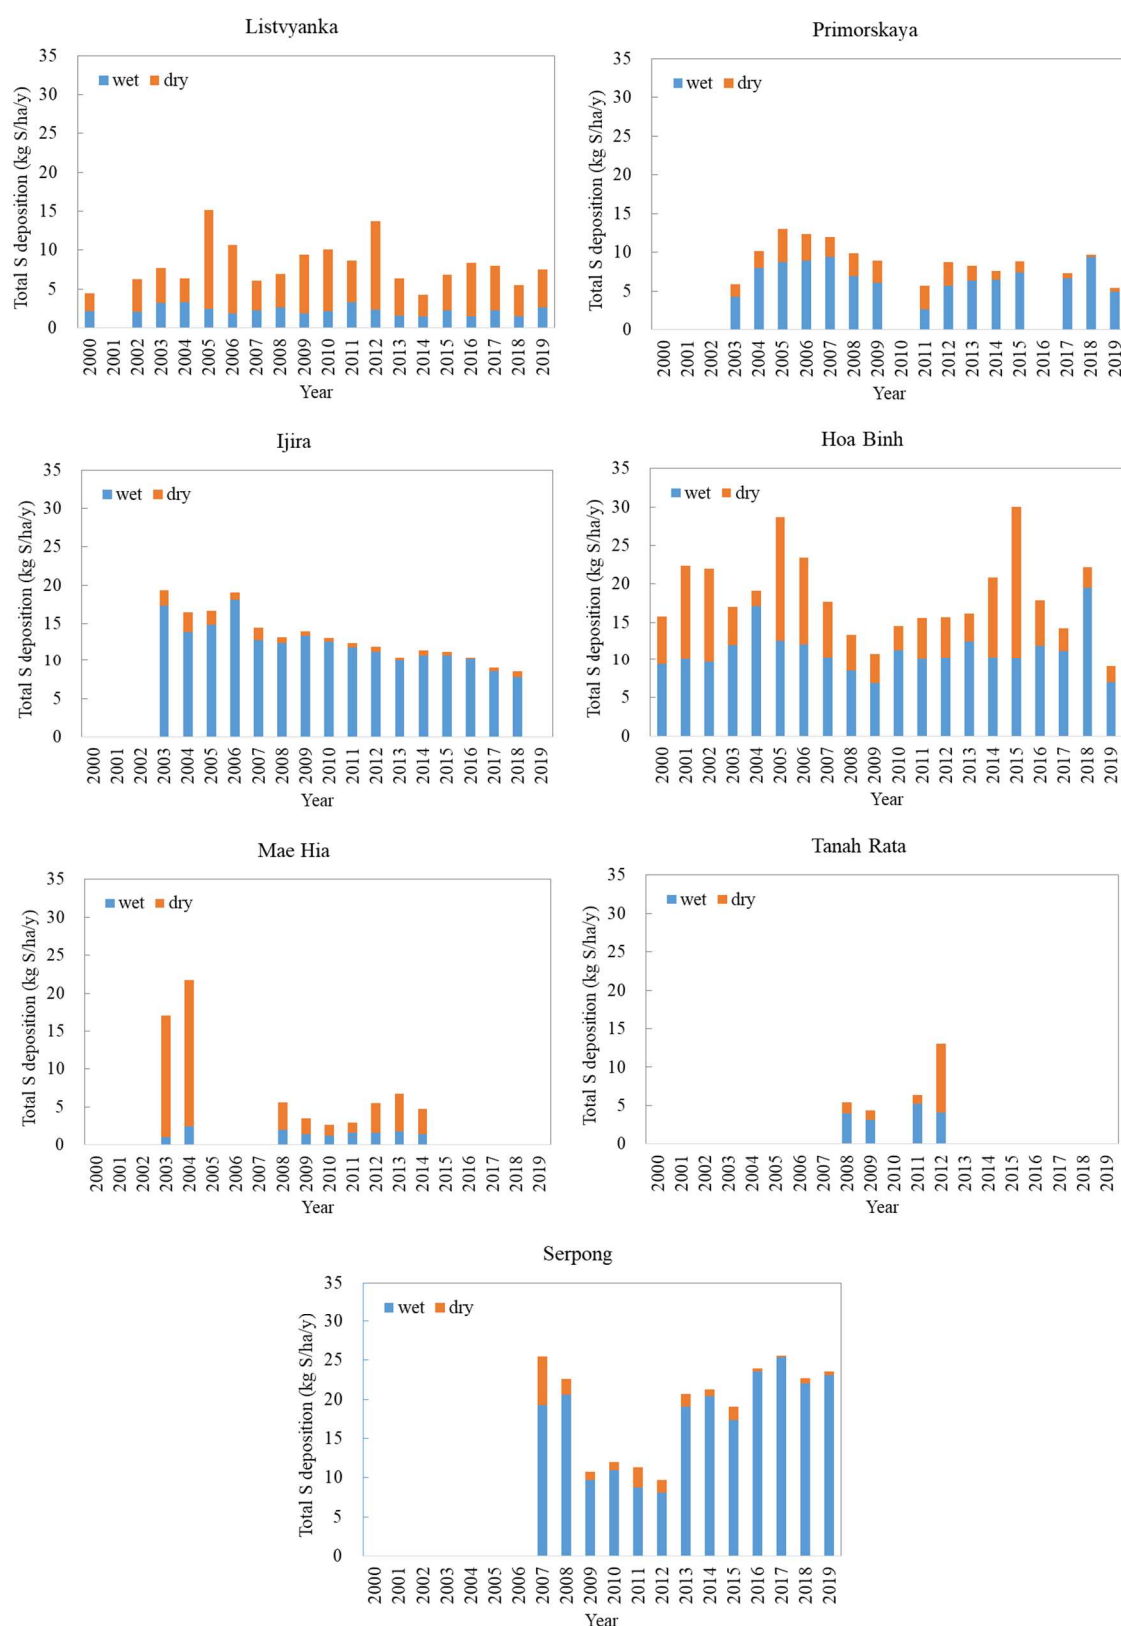 Listvyanka
Total S deposition (kg S/ha/y)
35
30
25
20
15
10
5
0
wet dry
2000 2001 2002 2003 2004 2005 2006 2007 2008 2009 2010 2011 2012 2013 2014 2015 2016 2017 2018 2019
Year
Primorskaya
Total S deposition (kg S/ha/y)
35
30
25
20
15
10
5
0
wet dry
2000 2001 2002 2003 2004 2005 2006 2007 2008 2009 2010 2011 2012 2013 2014 2015 2016 2017 2018 2019
Year
Ijira
Total S deposition (kg S/ha/y)
35
30
25
20
15
10
5
0
wet dry
2000 2001 2002 2003 2004 2005 2006 2007 2008 2009 2010 2011 2012 2013 2014 2015 2016 2017 2018 2019
Year
Hoa Binh
Total S deposition (kg S/ha/y)
35
30
25
20
15
10
5
0
wet dry
2000 2001 2002 2003 2004 2005 2006 2007 2008 2009 2010 2011 2012 2013 2014 2015 2016 2017 2018 2019
Year
Mae Hia
Total S deposition (kg S/ha/y)
35
30
25
20
15
10
5
0
wet dry
2000 2001 2002 2003 2004 2005 2006 2007 2008 2009 2010 2011 2012 2013 2014 2015 2016 2017 2018 2019
Year
Tanah Rata
Total S deposition (kg S/ha/y)
35
30
25
20
15
10
5
0
wet dry
2000 2001 2002 2003 2004 2005 2006 2007 2008 2009 2010 2011 2012 2013 2014 2015 2016 2017 2018 2019
Year
Serpong
Total S deposition (kg S/ha/y)
35
30
25
20
15
10
5
0
wet dry
2000 2001 2002 2003 2004 2005 2006 2007 2008 2009 2010 2011 2012 2013 2014 2015 2016 2017 2018 2019
Year